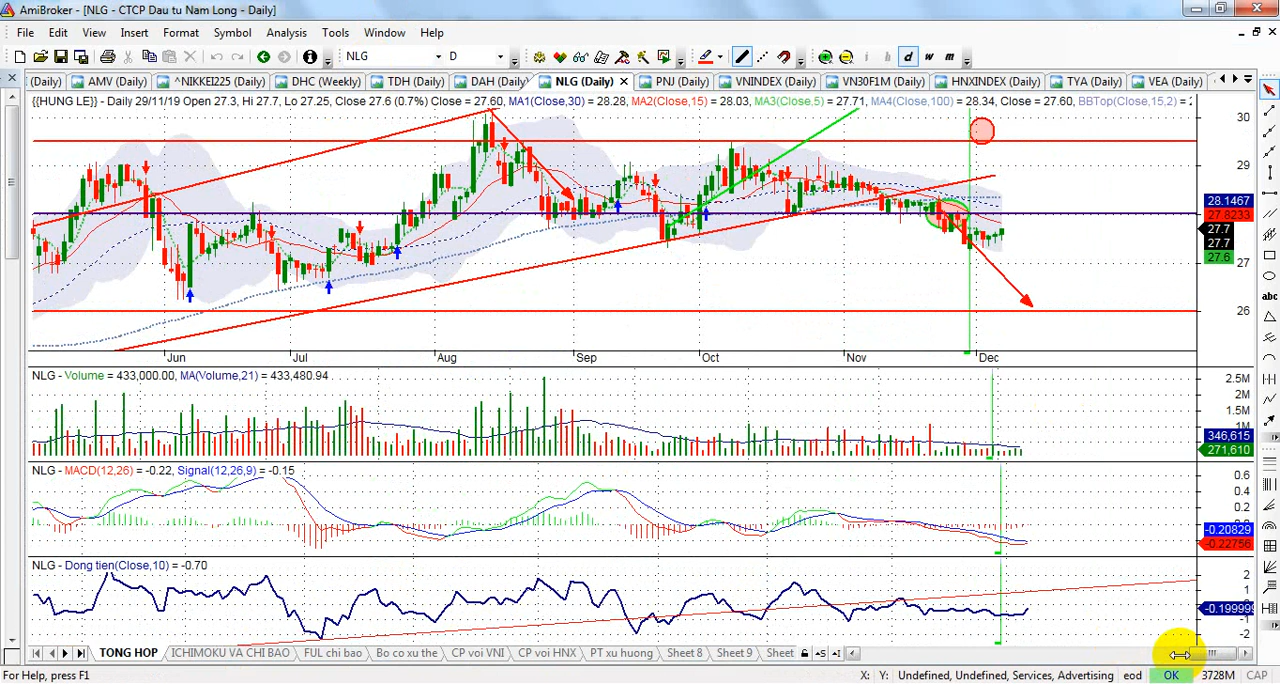 AmiBroker - [NLG - CTCP Dau tu Nam Long - Daily]
File Edit View Insert Format Symbol Analysis Tools Window Help
NLG D i h d w m
(Daily) AMV (Daily) ^NIKKEI225 (Daily) DHC (Weekly) TDH (Daily) DAH (Daily) NLG (Daily) PNJ (Daily) VNINDEX (Daily) VN30F1M (Daily) HNXINDEX (Daily) TYA (Daily) VEA (Daily)
{{HUNG LE}} - Daily 29/11/19 Open 27.3, Hi 27.7, Lo 27.25, Close 27.6 (0.7%) Close = 27.60, MA1(Close,30) = 28.28, MA2(Close,15) = 28.03, MA3(Close,5) = 27.71, MA4(Close,100) = 28.34, Close = 27.60, BBTop(Close,15,2) =
30
29
28.1467
27.8233
27.7
27.7
27.6
27
26
abc
Jun Jul Aug Sep Oct Nov Dec
NLG - Volume = 433,000.00, MA(Volume,21) = 433,480.94
2.5M
2M
1.5M
1M
346,615
271,610
NLG - MACD(12,26) = -0.22, Signal(12,26,9) = -0.15
0.6
0.4
0.2
-0.20829
-0.22756
NLG - Dong tien(Close,10) = -0.70
2
1
-0.199999
-2
TONG HOP ICHIMOKU VÀ CHI BAO FUL chi bao Bo co xu the CP voi VNI CP voi HNX PT xu huong Sheet 8 Sheet 9 Sheet
For Help, press F1 X: Y: Undefined, Undefined, Services, Advertising eod OK 3728M CAP